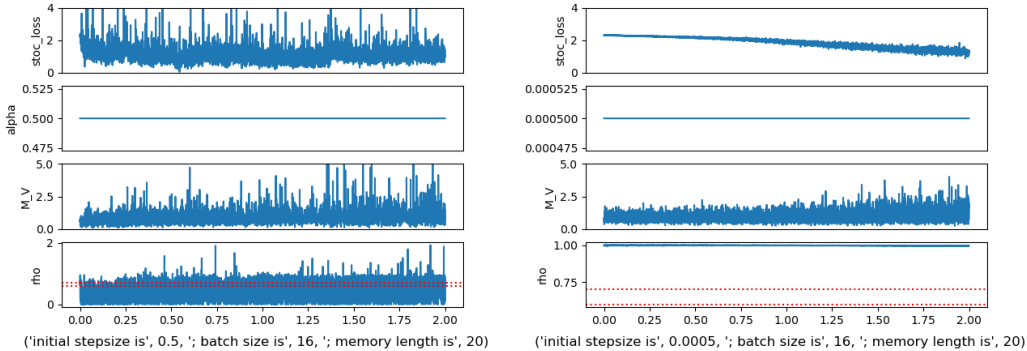 4
2
0
stoc_loss
0.525
0.500
0.475
alpha
5.0
2.5
0.0
M_V
2
0
rho
0.00 0.25 0.50 0.75 1.00 1.25 1.50 1.75 2.00
('initial stepsize is', 0.5, '; batch size is', 16, '; memory length is', 20)
4
2
0
stoc_loss
0.000525
0.000500
0.000475
5.0
2.5
0.0
M_V
1.00
0.75
rho
0.00 0.25 0.50 0.75 1.00 1.25 1.50 1.75 2.00
('initial stepsize is', 0.0005, '; batch size is', 16, '; memory length is', 20)